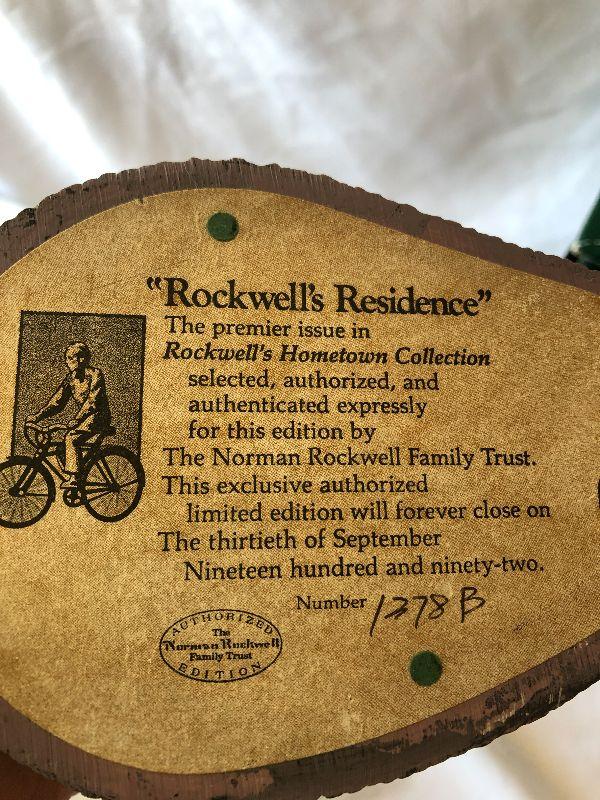 “Rockwell's Residence”
The premier issue in
Rockwell's Hometown Collection
selected, authorized, and
authenticated expressly
for this edition by
The Norman Rockwell Family Trust.
This exclusive authorized
limited edition will forever close on
The thirtieth of September
Nineteen hundred and ninety-two.
Number 1278 B
AUTHORIZED
The
Norman Rockwell
Family Trust
EDITION